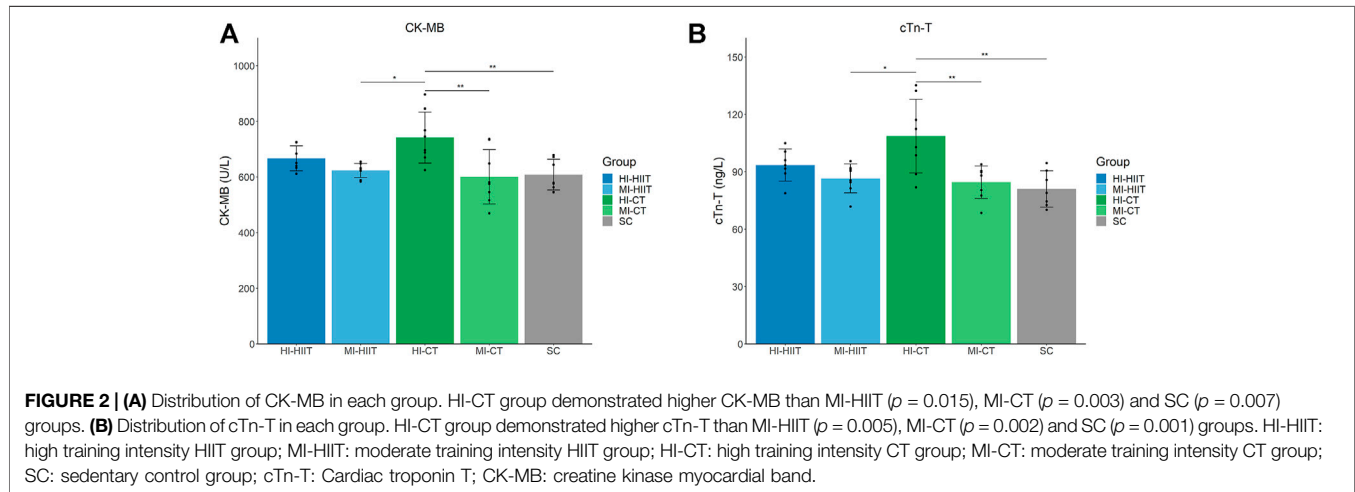 A
CK-MB
**
*
**
1000
800
600
400
200
0
CK-MB (U/L)
HI-HIIT MI-HIIT HI-CT MI-CT SC
Group
HI-HIIT
MI-HIIT
HI-CT
MI-CT
SC
B
cTn-T
**
*
**
150
120
90
60
30
0
cTn-T (ng/L)
HI-HIIT MI-HIIT HI-CT MI-CT SC
Group
HI-HIIT
MI-HIIT
HI-CT
MI-CT
SC
FIGURE 2 | (A) Distribution of CK-MB in each group. HI-CT group demonstrated higher CK-MB than MI-HIIT (p = 0.015), MI-CT (p = 0.003) and SC (p = 0.007)
groups. (B) Distribution of cTn-T in each group. HI-CT group demonstrated higher cTn-T than MI-HIIT (p = 0.005), MI-CT (p = 0.002) and SC (p = 0.001) groups. HI-HIIT:
high training intensity HIIT group; MI-HIIT: moderate training intensity HIIT group; HI-CT: high training intensity CT group; MI-CT: moderate training intensity CT group;
SC: sedentary control group; cTn-T: Cardiac troponin T; CK-MB: creatine kinase myocardial band.